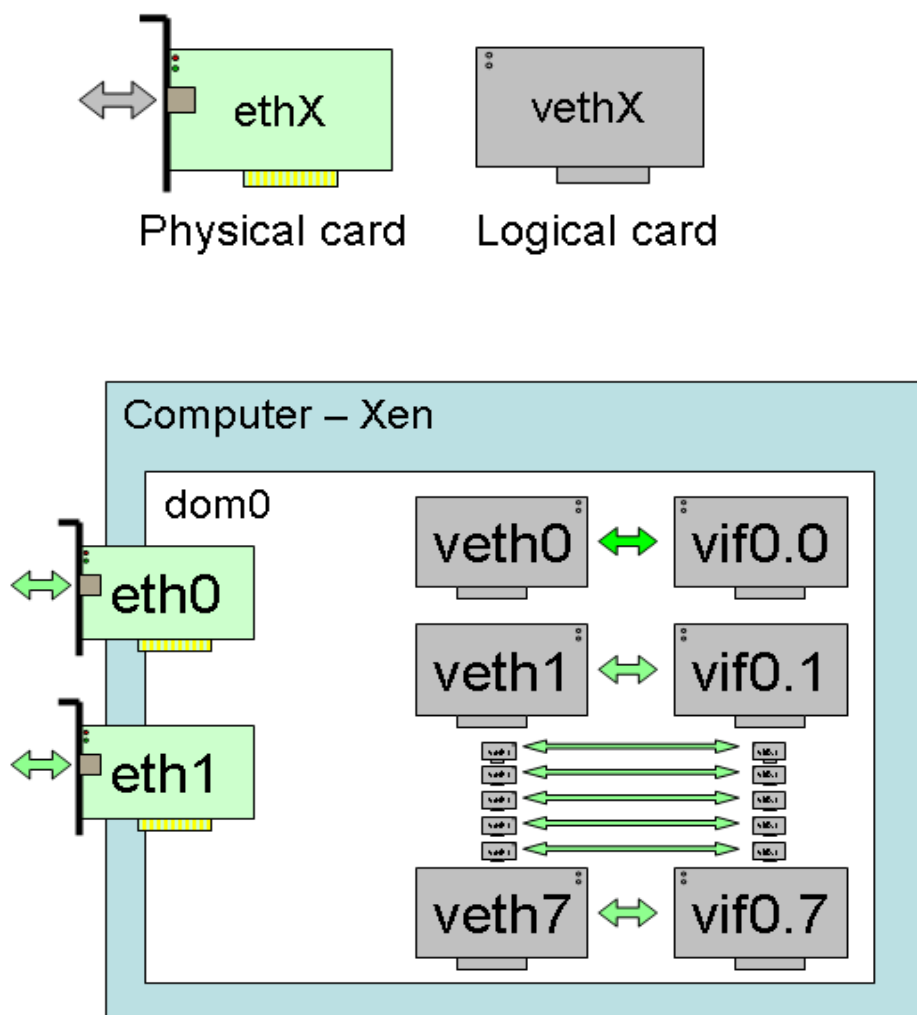 ethX
vethX
Physical card
Logical card
Computer – Xen
dom0
veth0
vif0.0
eth0
veth1
vif0.1
eth1
veth7
vif0.7